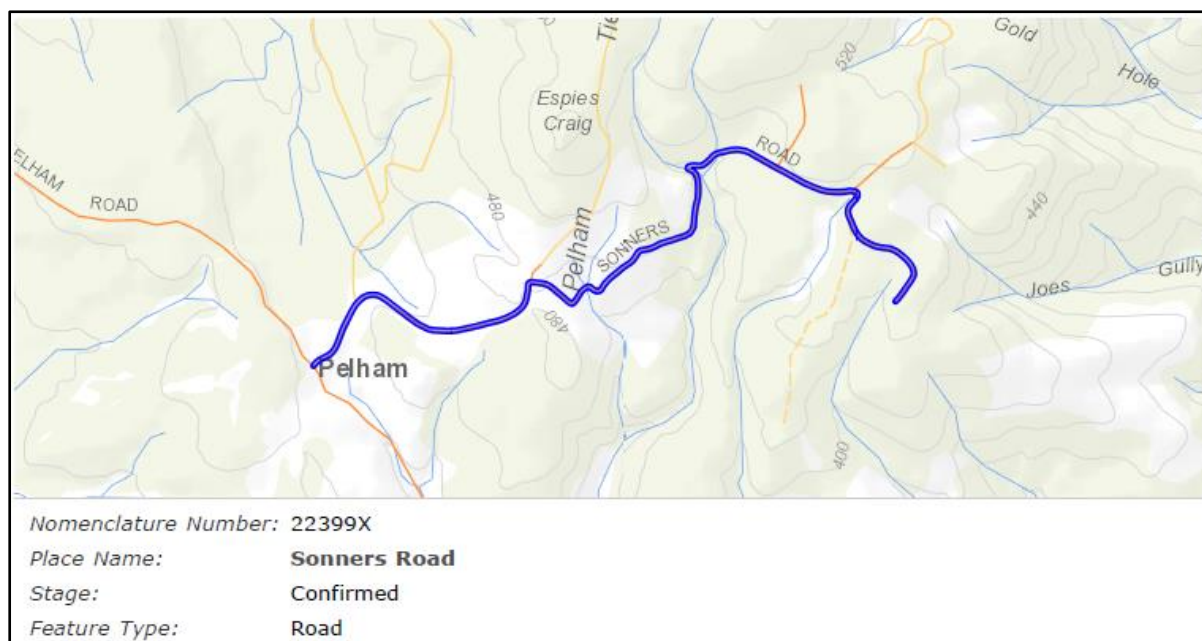 Gold
Hole
520
Tie
Espies
Craig
ELHAM
ROAD
ROAD
480
Pelham
SONNERS
440
Gully
Joes
480
Pelham
400
Nomenclature Number: 22399X
Place Name: Sonners Road
Stage: Confirmed
Feature Type: Road